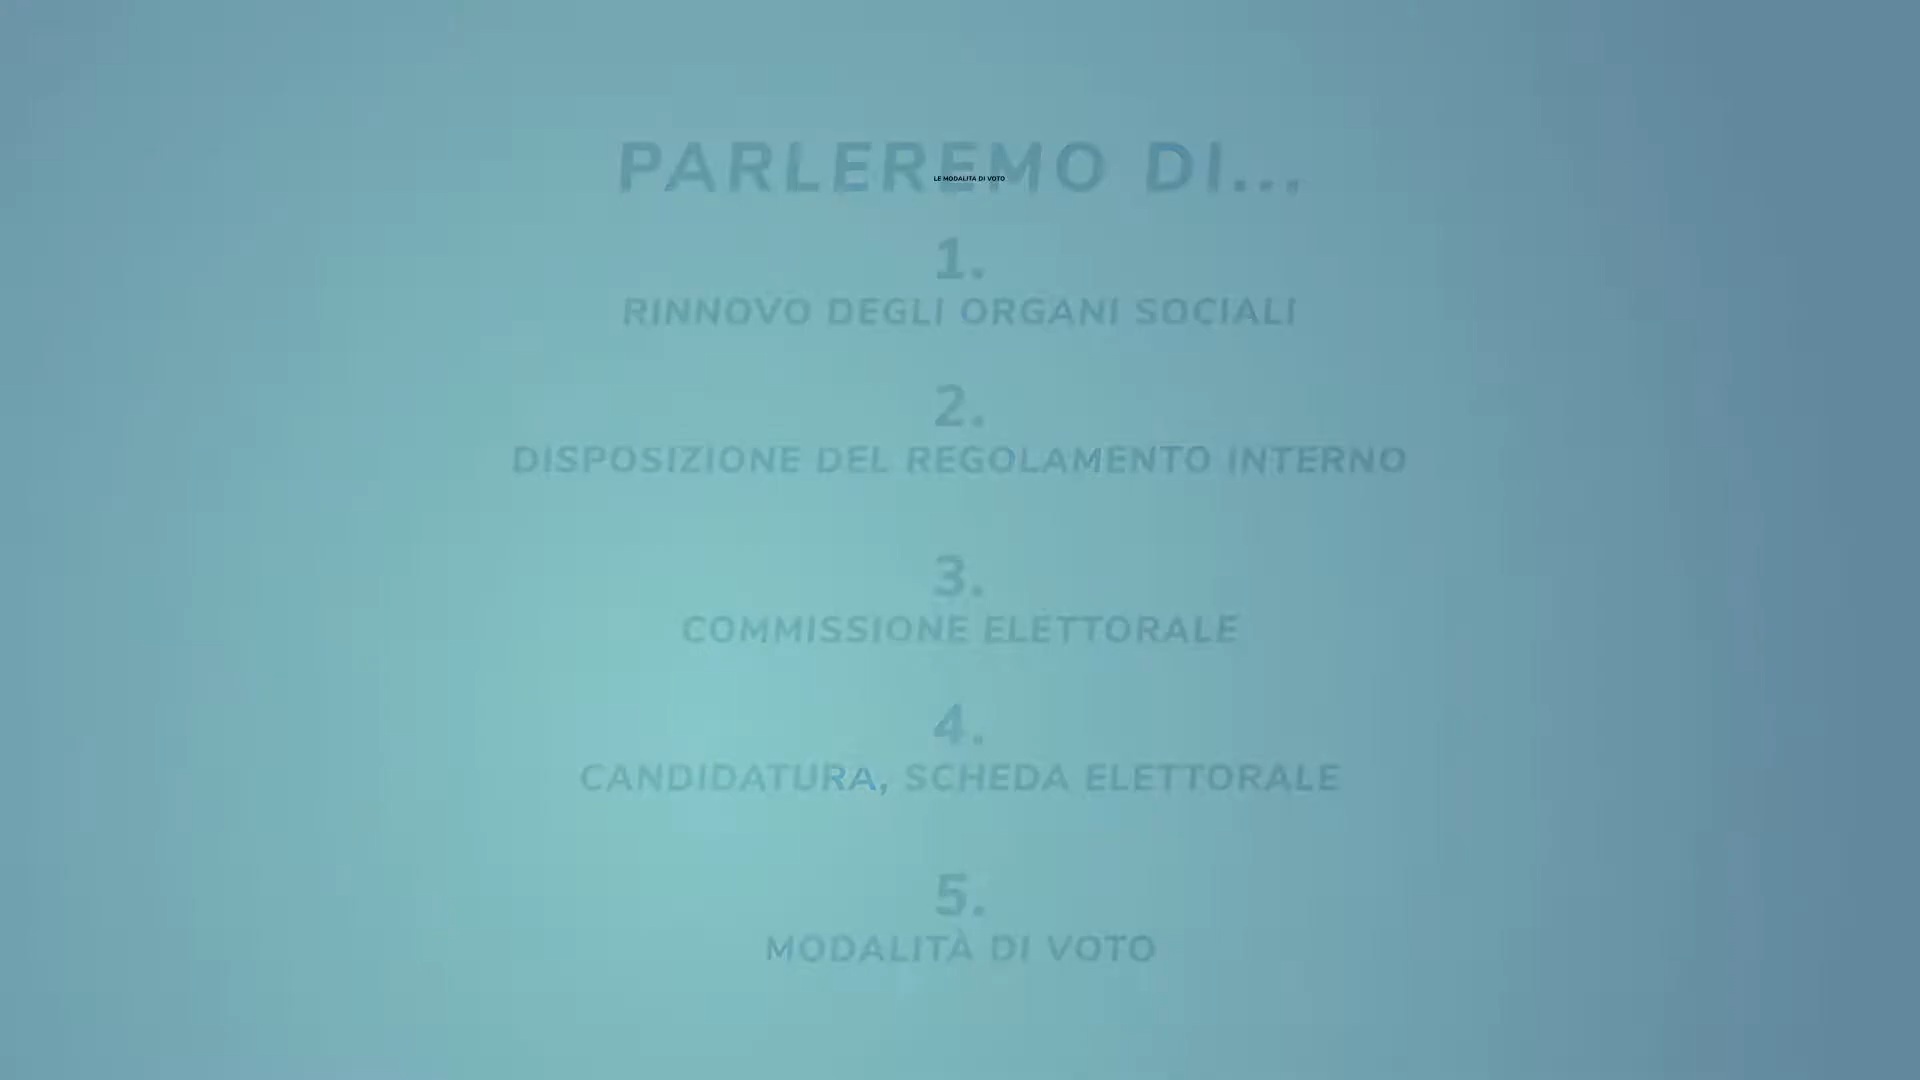 PARLEREMO DI...
LE MODALITÀ DI VOTO
1.
RINNOVO DEGLI ORGANI SOCIALI
2.
DISPOSIZIONE DEL REGOLAMENTO INTERNO
3.
COMMISSIONE ELETTORALE
4.
CANDIDATURA, SCHEDA ELETTORALE
5.
MODALITÀ DI VOTO